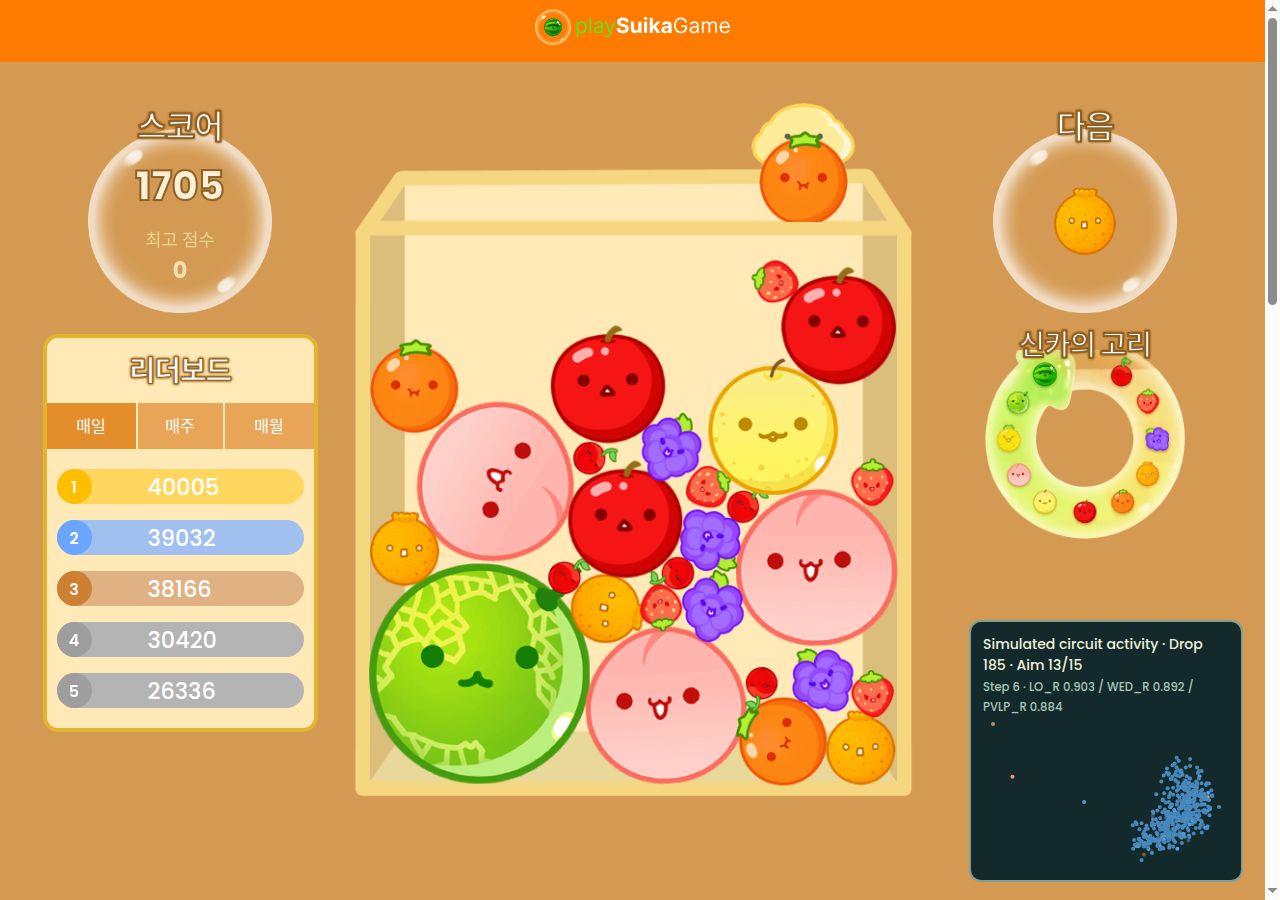 playSuikaGame
스코어
1705
최고 점수
0
리더보드
매일
매주
매월
1 40005
2 39032
3 38166
4 30420
5 26336
다음
신카의 고리
Simulated circuit activity · Drop
185 · Aim 13/15
Step 6 · LO_R 0.903 / WED_R 0.892 /
PVLP_R 0.884